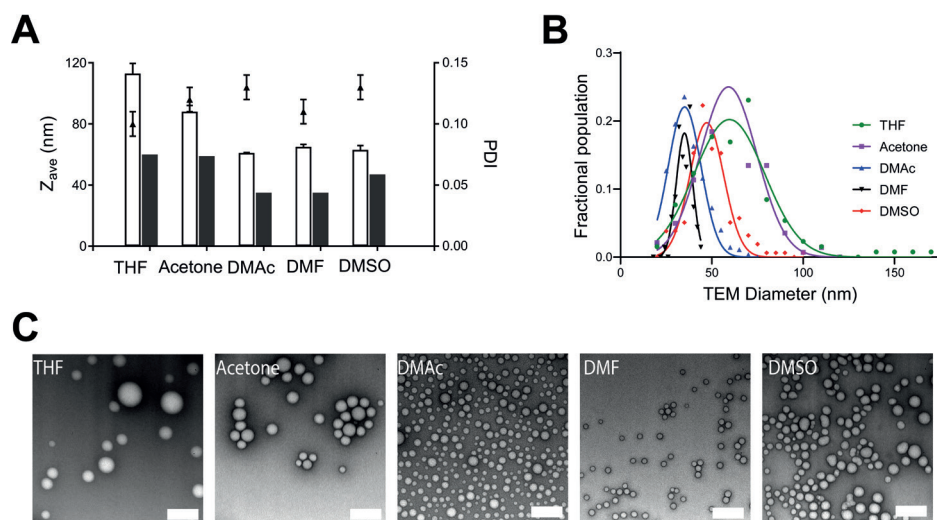 A
120
80
40
0
Zave (nm)
0.15
0.10
0.05
0.00
PDI
THF Acetone DMAc DMF DMSO
B
0.3
0.2
0.1
0.0
Fractional population
0 50 100 150
TEM Diameter (nm)
THF
Acetone
DMAc
DMF
DMSO
C
THF Acetone DMAc DMF DMSO